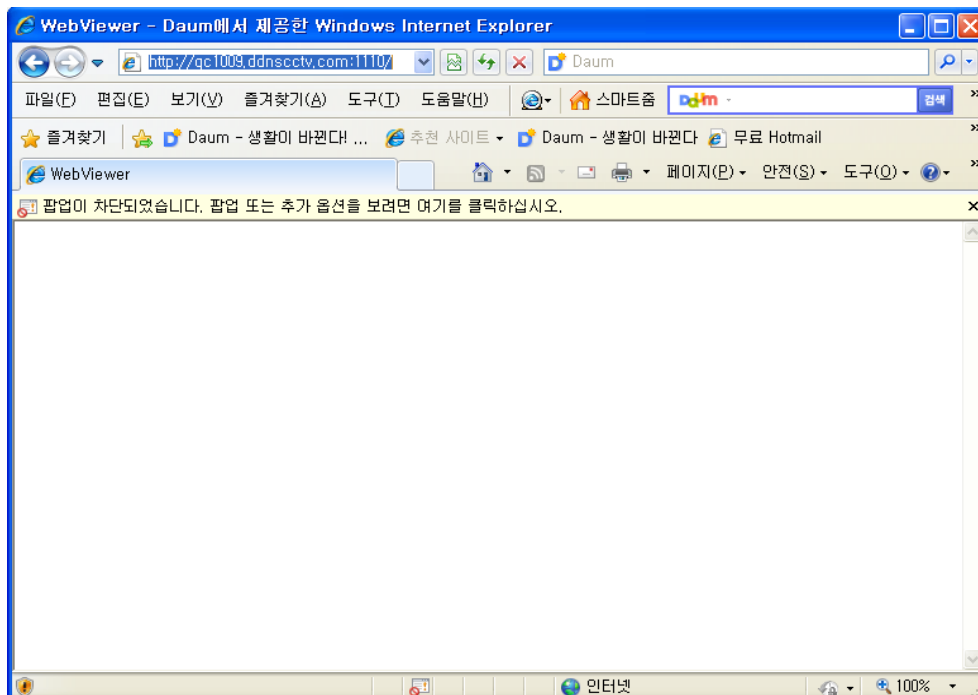 WebViewer - Daum에서 제공한 Windows Internet Explorer
http://qc1009.ddnscctv.com:1110/ Daum
파일(F) 편집(E) 보기(V) 즐겨찾기(A) 도구(T) 도움말(H) 스마트줌 Daum 검색
즐겨찾기 Daum - 생활이 바뀐다! ... 추천 사이트 Daum - 생활이 바뀐다 무료 Hotmail
WebViewer 페이지(P) 안전(S) 도구(O)
팝업이 차단되었습니다. 팝업 또는 추가 옵션을 보려면 여기를 클릭하십시오.
인터넷 100%